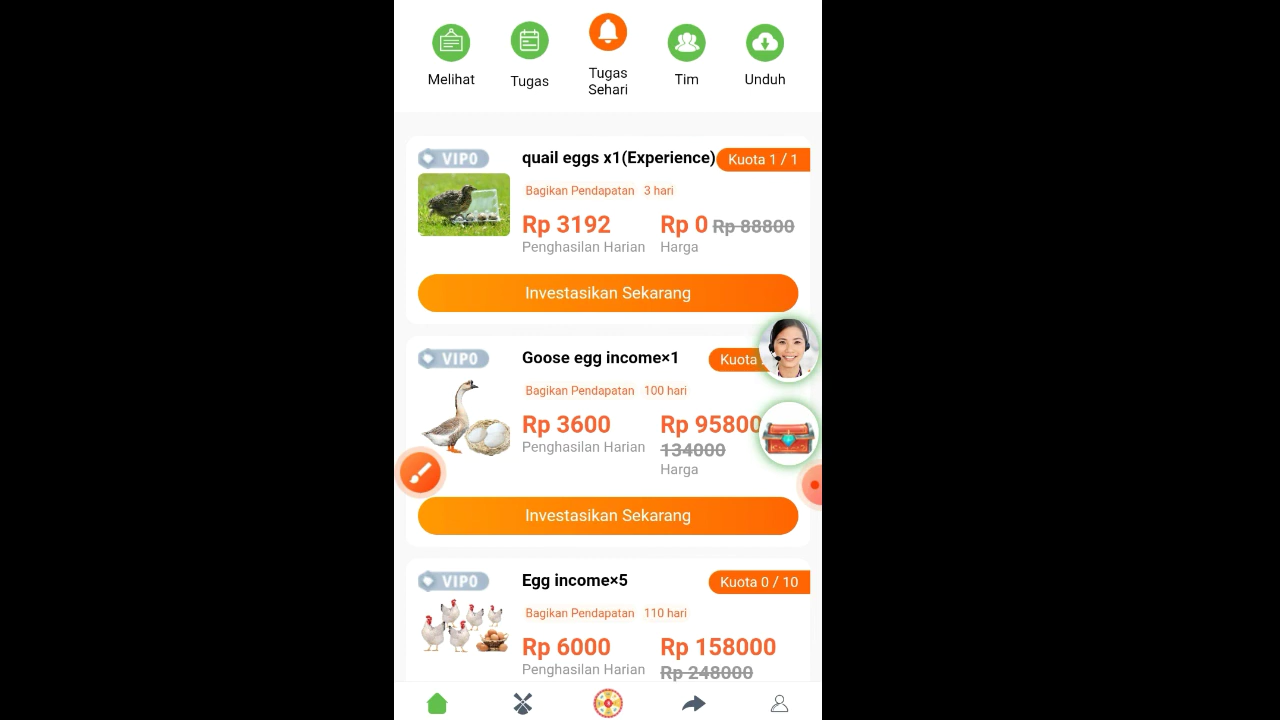 Melihat
Tugas
Tugas
Sehari
Tim
Unduh
VIP0
quail eggs x1(Experience)
Kuota 1 / 1
Bagikan Pendapatan 3 hari
Rp 3192
Rp 0 Rp 88800
Penghasilan Harian
Harga
Investasikan Sekarang
VIP0
Goose egg income×1
Kuota
Bagikan Pendapatan 100 hari
Rp 3600
Rp 95800
Penghasilan Harian
134000
Harga
Investasikan Sekarang
VIP0
Egg income×5
Kuota 0 / 10
Bagikan Pendapatan 110 hari
Rp 6000
Rp 158000
Penghasilan Harian
Rp 248000